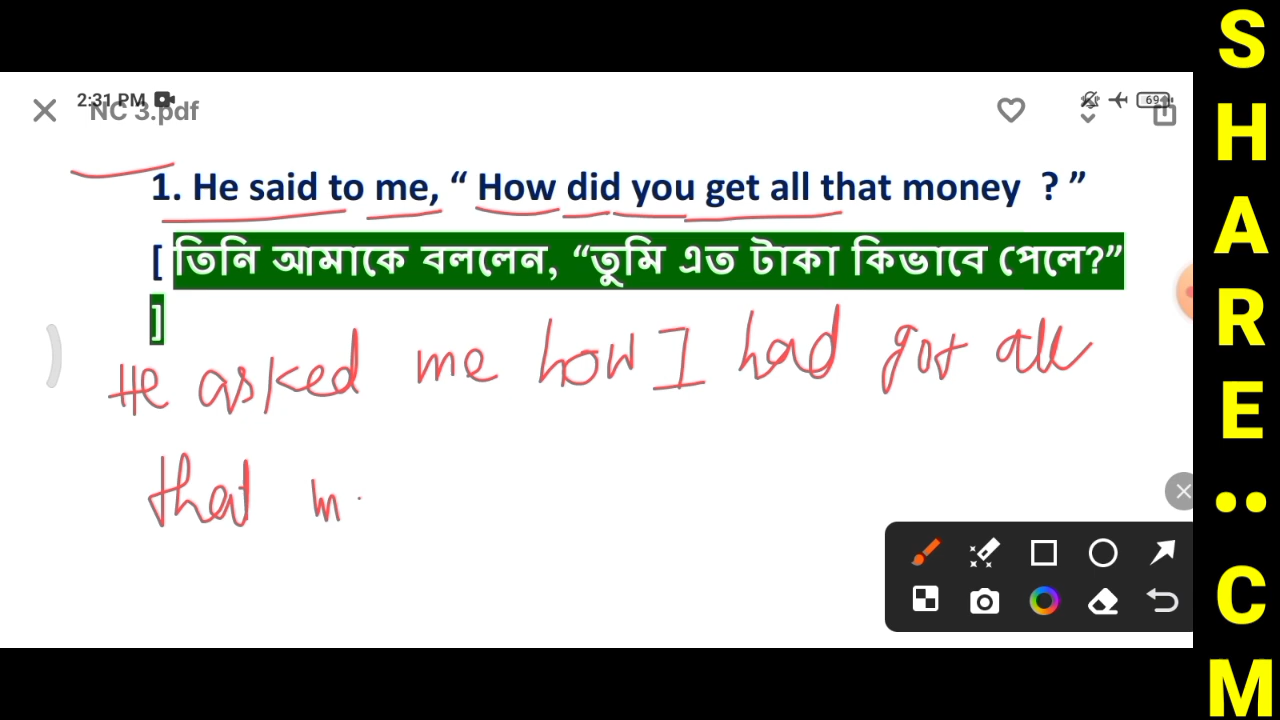 2:31 PM
NC 3.pdf
69
1. He said to me, “ How did you get all that money ? ”
[ তিনি আমাকে বললেন, “তুমি এত টাকা কিভাবে পেলে?”
]
He asked me how I had got all
that m.
S
H
A
R
E
••
C
M